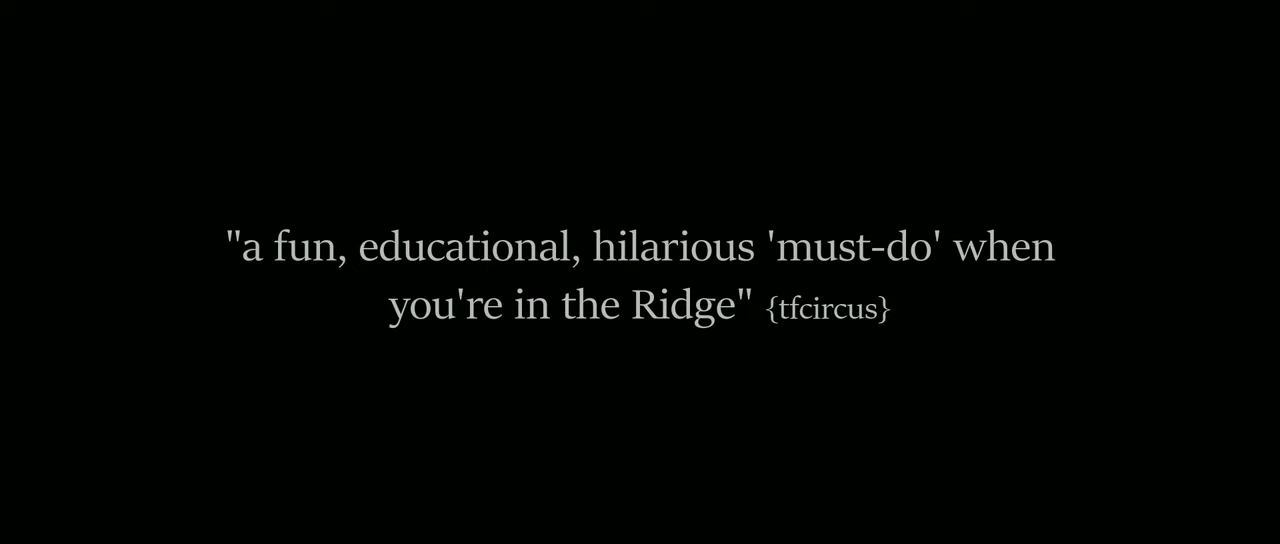 "a fun, educational, hilarious 'must-do' when
you're in the Ridge" {tfcircus}